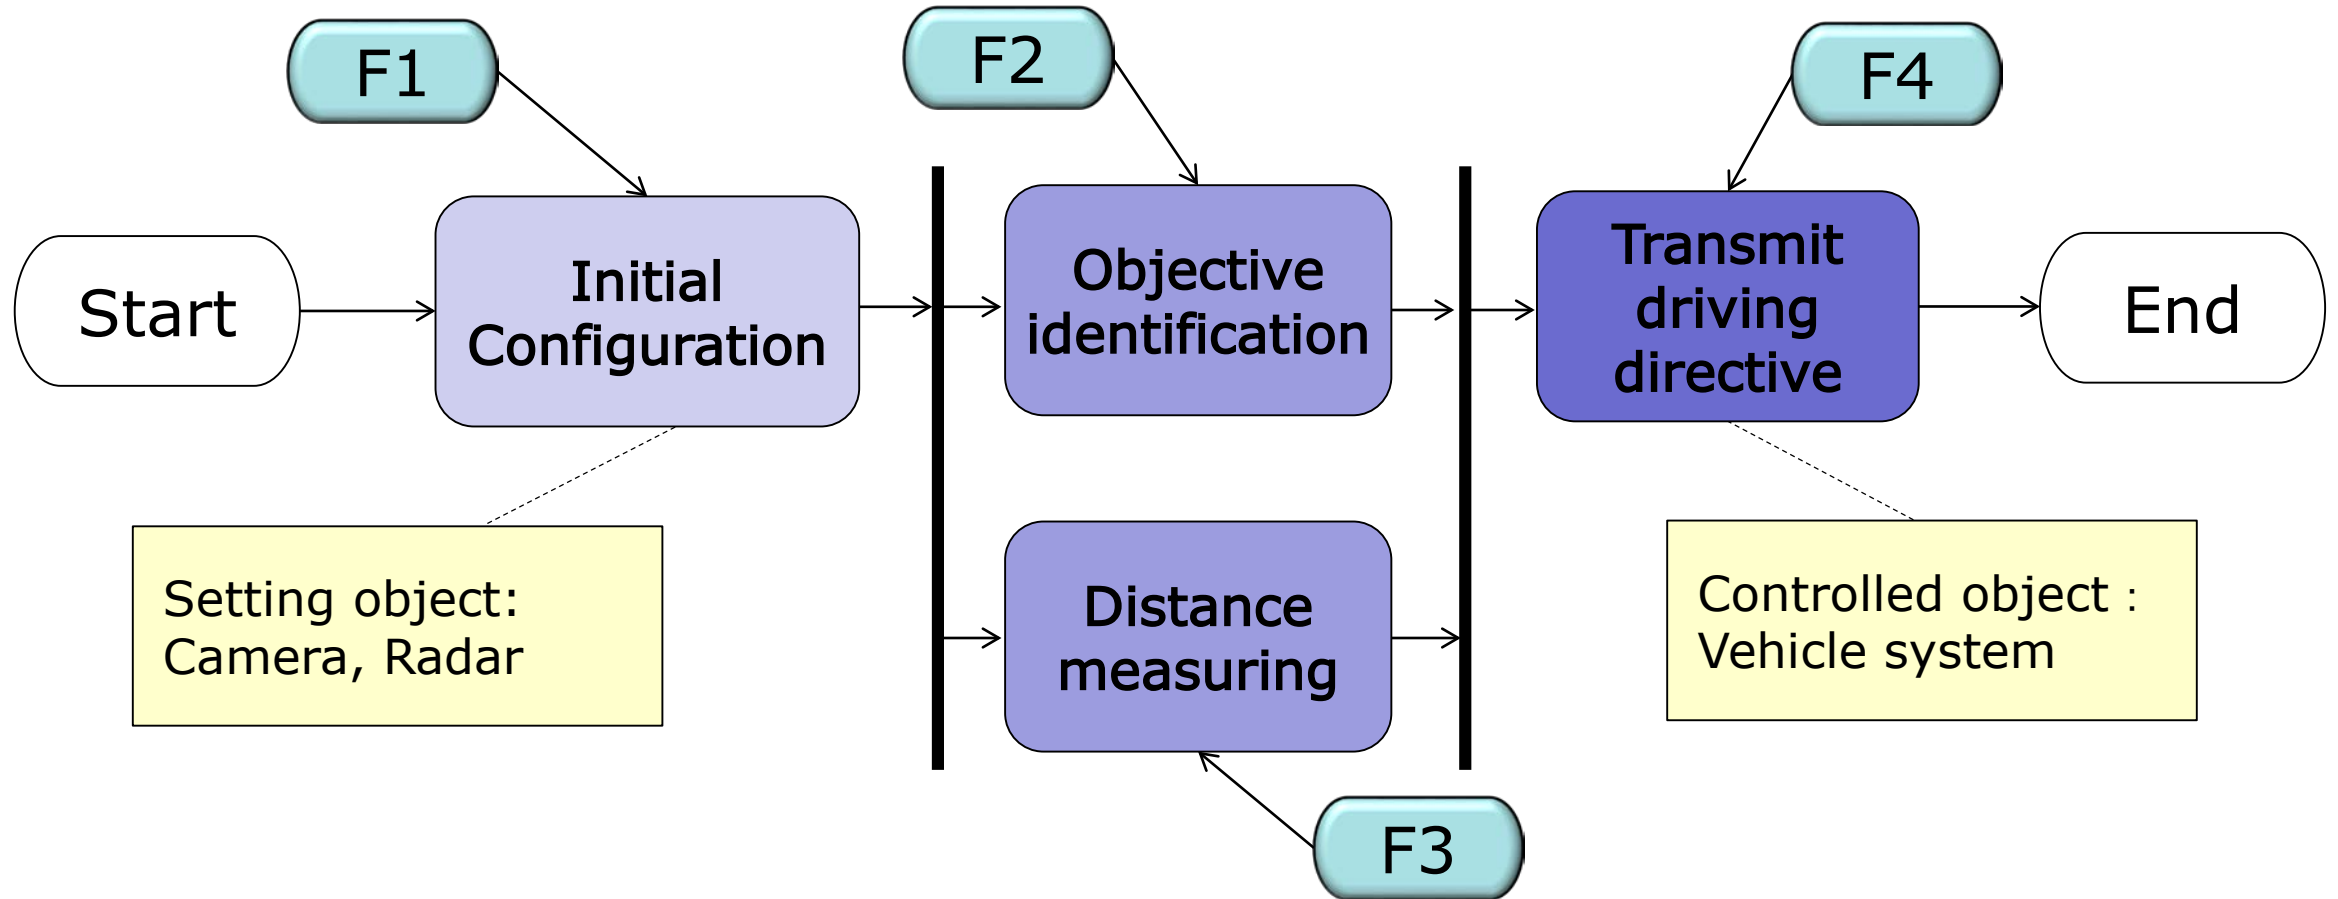 F1
F2
F4
Start
Initial
Configuration
Objective
identification
Transmit
driving
directive
End
Setting object:
Camera, Radar
Distance
measuring
Controlled object :
Vehicle system
F3